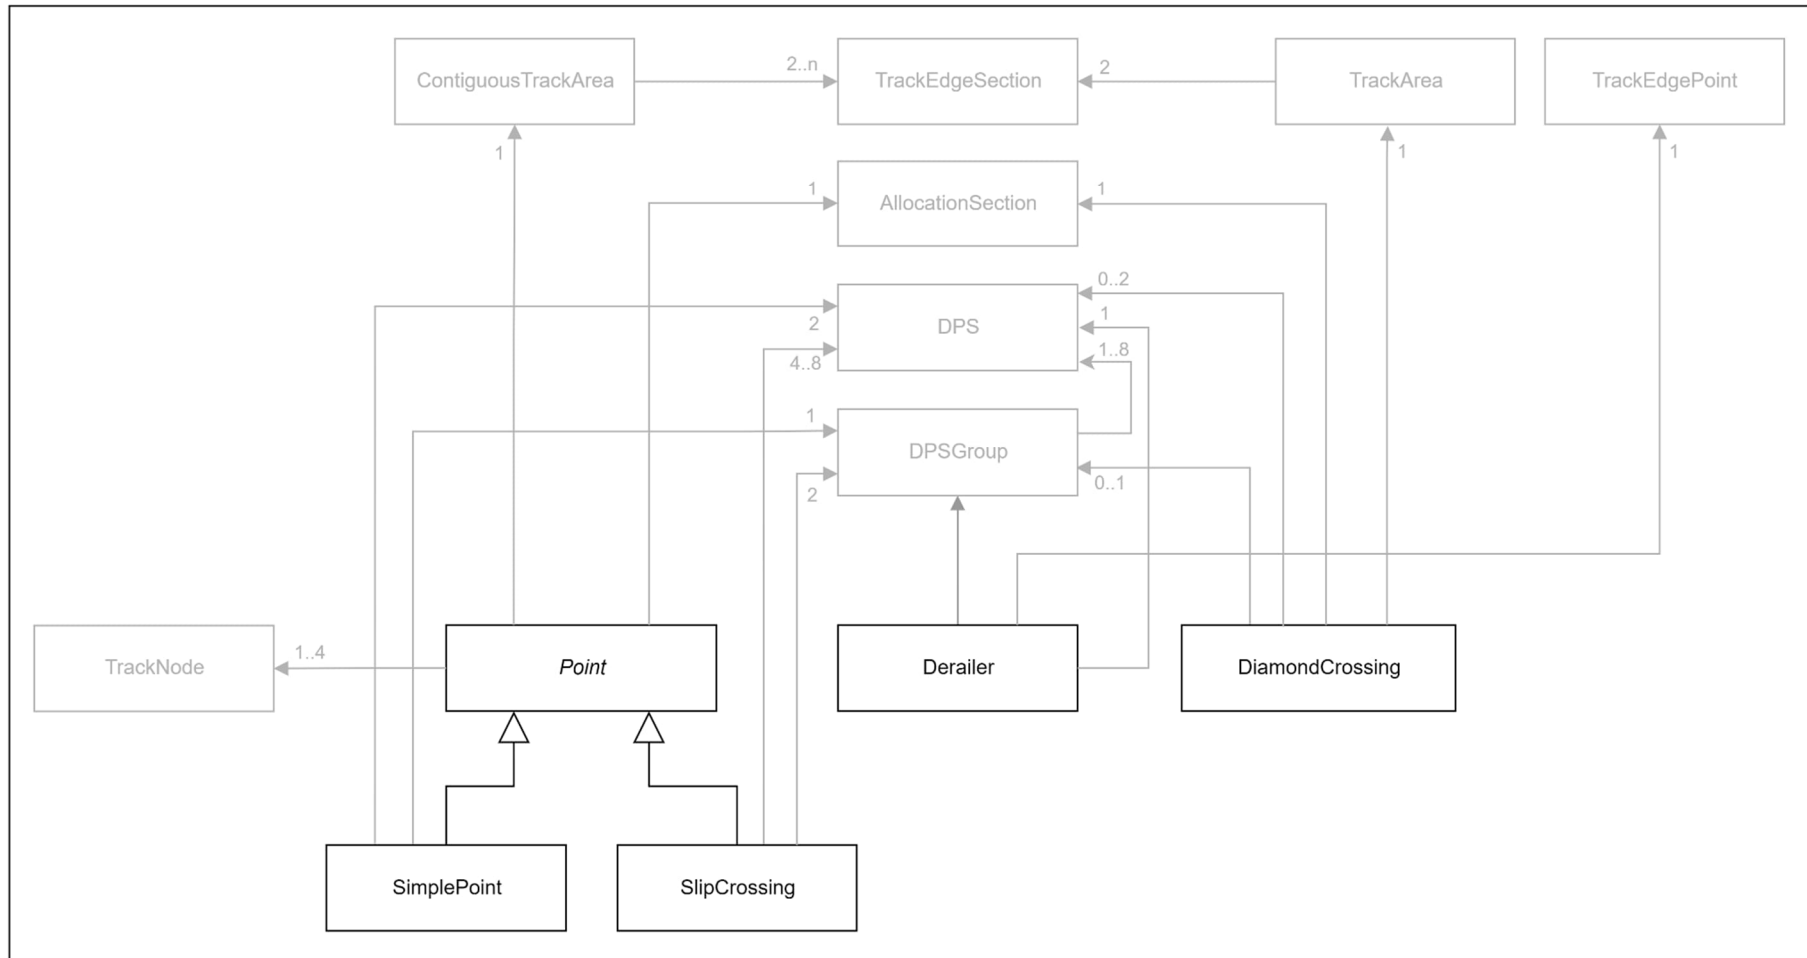 ContiguousTrackArea
2..n
TrackEdgeSection
2
TrackArea
TrackEdgePoint
1
1
1
1
AllocationSection
1
0..2
DPS
2
1
4..8
1..8
1
DPSGroup
2
0..1
TrackNode
1..4
Point
Derailer
DiamondCrossing
SimplePoint
SlipCrossing